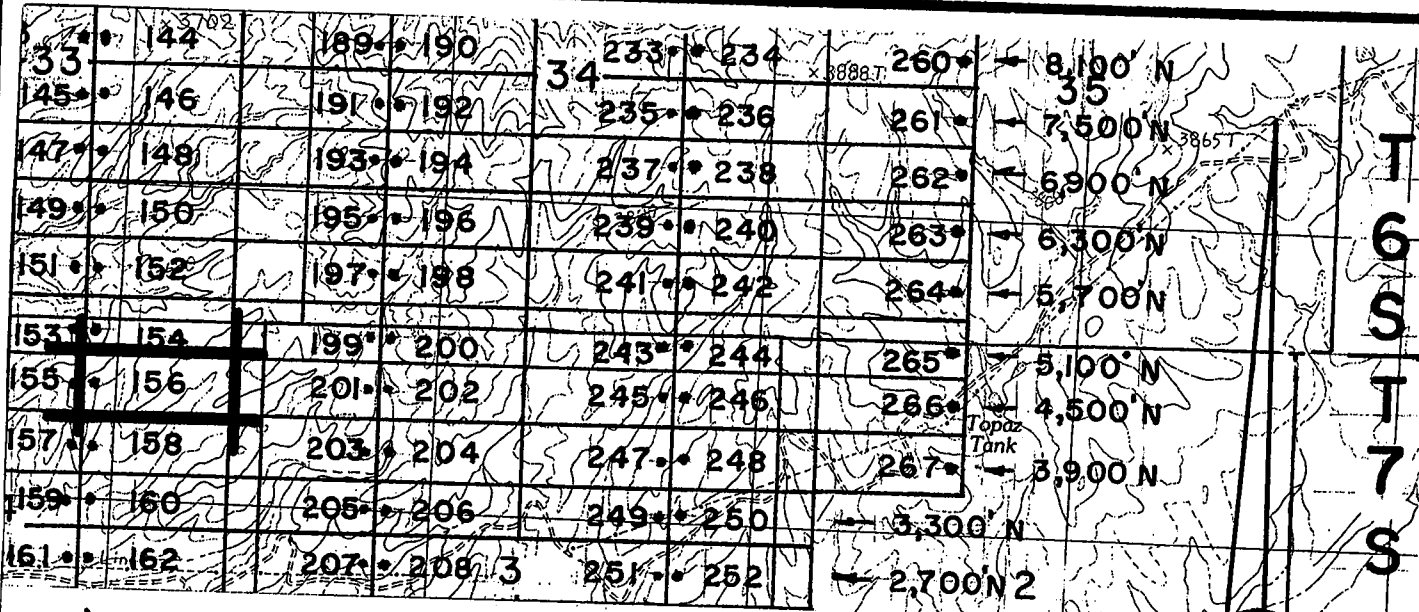 3702
144 189 190 233 234 260 8,100' N
33 34 3888 T 35
145 146 191 192 235 236 261 7,500'N
3865 T
147 148 193 194 237 238 262 6,900'N
149 150 195 196 239 240 263 6,300'N
151 152 197 198 241 242 264 5,700'N
153 154 199 200 243 244 265 5,100'N
155 156 201 202 245 246 266 4,500'N
Topaz
Tank
157 158 203 204 247 248 267 3,900 N
159 160 205 206 249 250 3,300'N
161 162 207 208 3 251 252 2,700'N 2
T
6
S
T
7
S